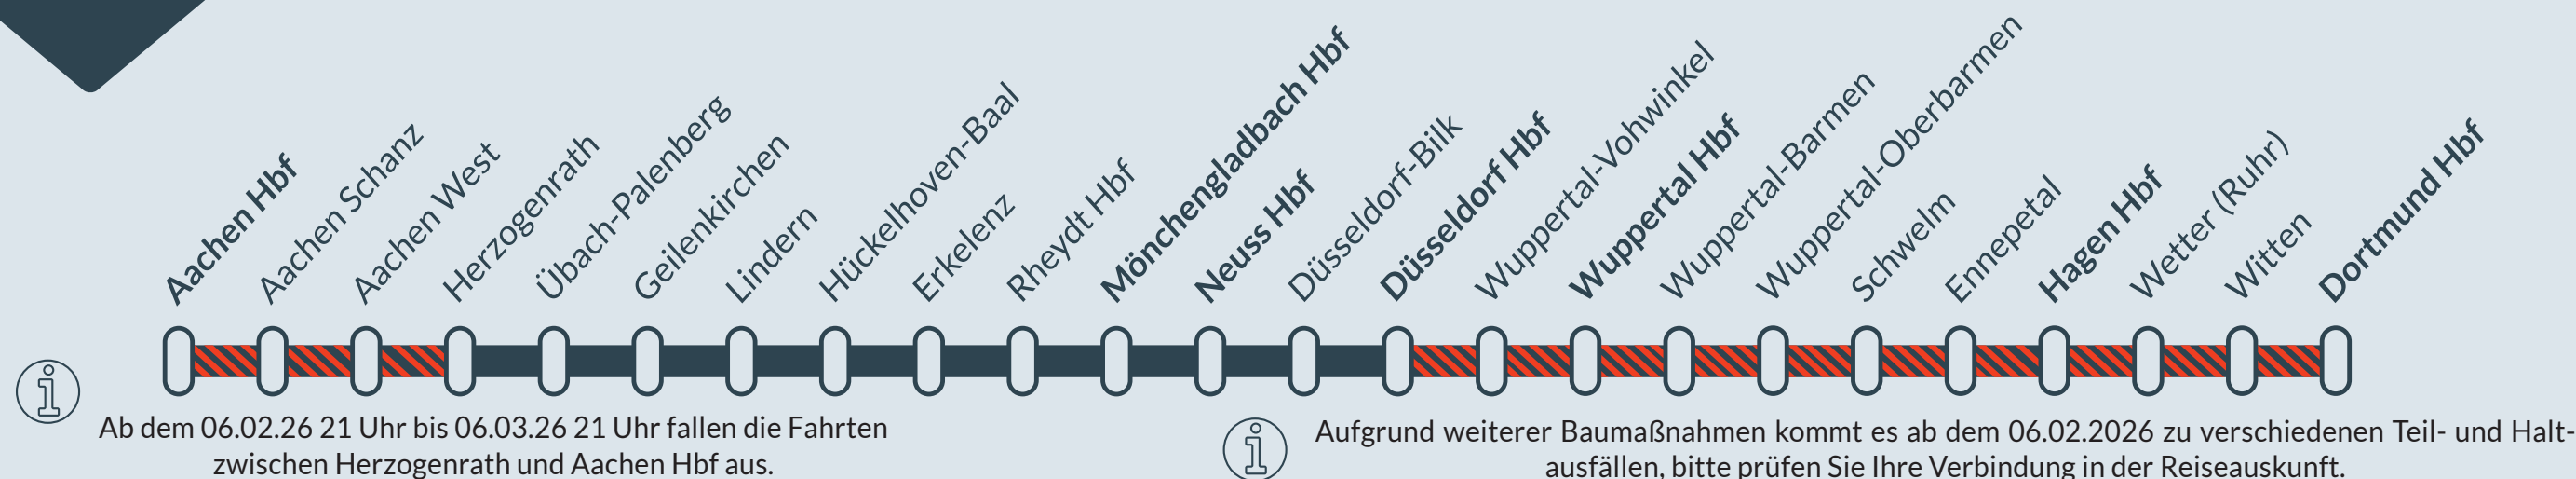 Aachen Hbf
Aachen Schanz
Aachen West
Herzogenrath
Übach-Palenberg
Geilenkirchen
Lindern
Hückelhoven-Baal
Erkelenz
Rheydt Hbf
Mönchengladbach Hbf
Neuss Hbf
Düsseldorf-Bilk
Düsseldorf Hbf
Wuppertal-Vohwinkel
Wuppertal Hbf
Wuppertal-Barmen
Wuppertal-Oberbarmen
Schwelm
Ennepetal
Hagen Hbf
Wetter (Ruhr)
Witten
Dortmund Hbf
Ab dem 06.02.26 21 Uhr bis 06.03.26 21 Uhr fallen die Fahrten
zwischen Herzogenrath und Aachen Hbf aus.
Aufgrund weiterer Baumaßnahmen kommt es ab dem 06.02.2026 zu verschiedenen Teil- und Halt-
ausfällen, bitte prüfen Sie Ihre Verbindung in der Reiseauskunft.